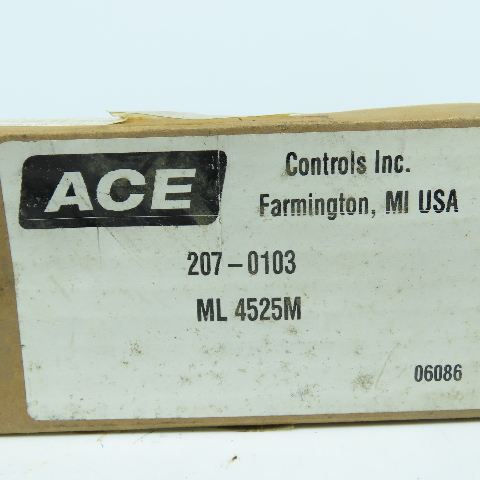 ACE
Controls Inc.
Farmington, MI USA
207-0103
ML 4525M
06086